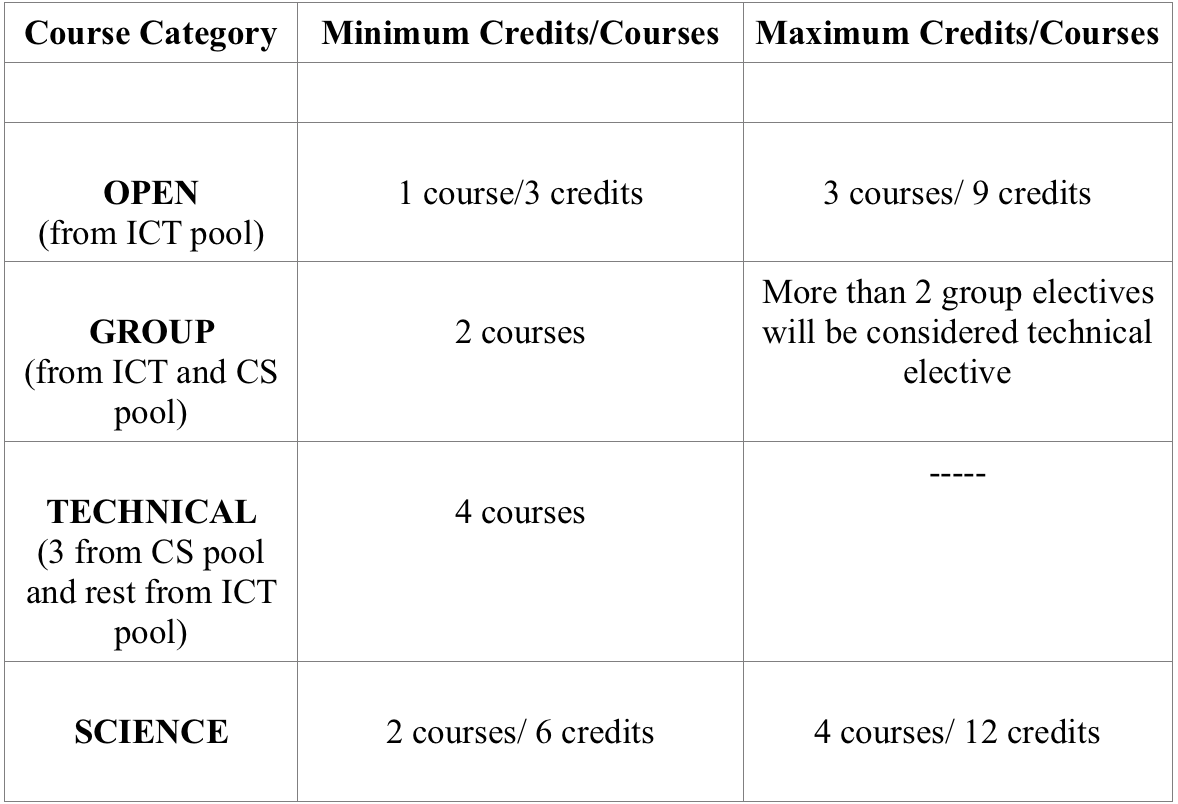 Course Category Minimum Credits/Courses Maximum Credits/Courses
OPEN
(from ICT pool)
1 course/3 credits
3 courses/ 9 credits
GROUP
(from ICT and CS
pool)
2 courses
More than 2 group electives
will be considered technical
elective
TECHNICAL
(3 from CS pool
and rest from ICT
pool)
4 courses
-----
SCIENCE
2 courses/ 6 credits
4 courses/ 12 credits